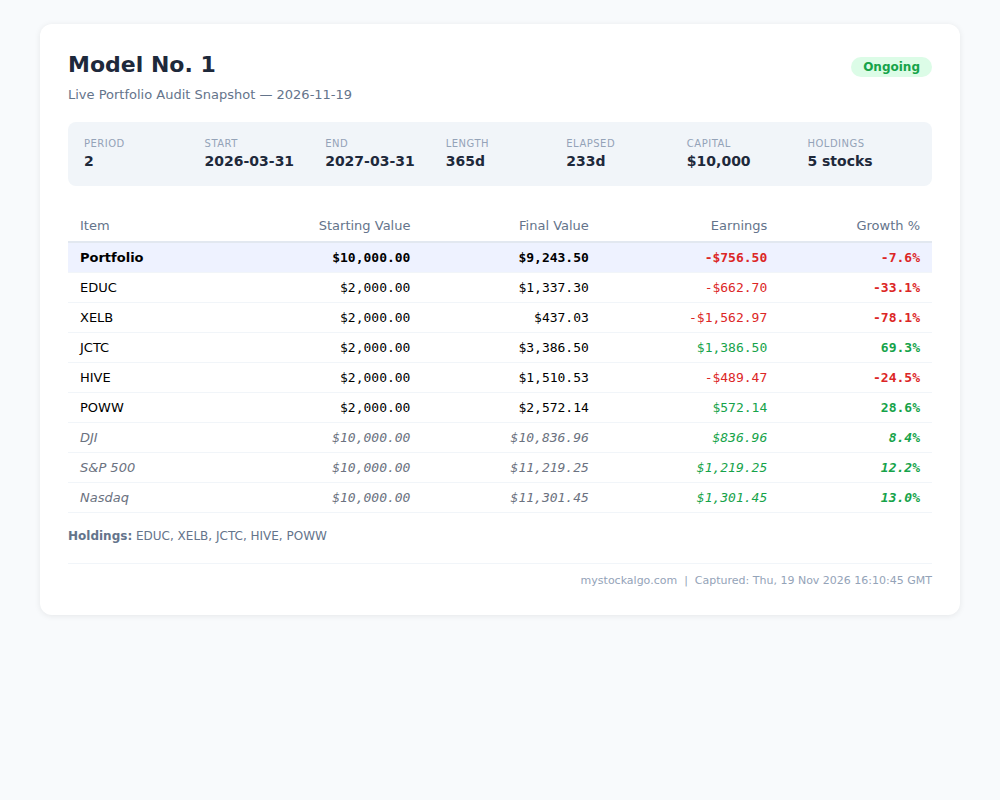 Model No. 1
Ongoing
Live Portfolio Audit Snapshot — 2026-11-19
PERIOD START END LENGTH ELAPSED CAPITAL HOLDINGS
2 2026-03-31 2027-03-31 365d 233d $10,000 5 stocks
Item Starting Value Final Value Earnings Growth %
Portfolio $10,000.00 $9,243.50 -$756.50 -7.6%
EDUC $2,000.00 $1,337.30 -$662.70 -33.1%
XELB $2,000.00 $437.03 -$1,562.97 -78.1%
JCTC $2,000.00 $3,386.50 $1,386.50 69.3%
HIVE $2,000.00 $1,510.53 -$489.47 -24.5%
POWW $2,000.00 $2,572.14 $572.14 28.6%
DJI $10,000.00 $10,836.96 $836.96 8.4%
S&P 500 $10,000.00 $11,219.25 $1,219.25 12.2%
Nasdaq $10,000.00 $11,301.45 $1,301.45 13.0%
Holdings: EDUC, XELB, JCTC, HIVE, POWW
mystockalgo.com | Captured: Thu, 19 Nov 2026 16:10:45 GMT